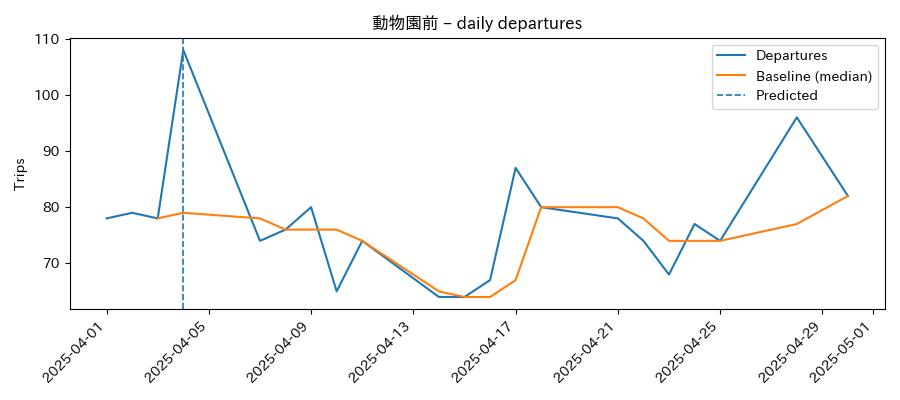 動物園前 – daily departures
Trips
110
100
90
80
70
Departures
Baseline (median)
Predicted
2025-04-01
2025-04-05
2025-04-09
2025-04-13
2025-04-17
2025-04-21
2025-04-25
2025-04-29
2025-05-01